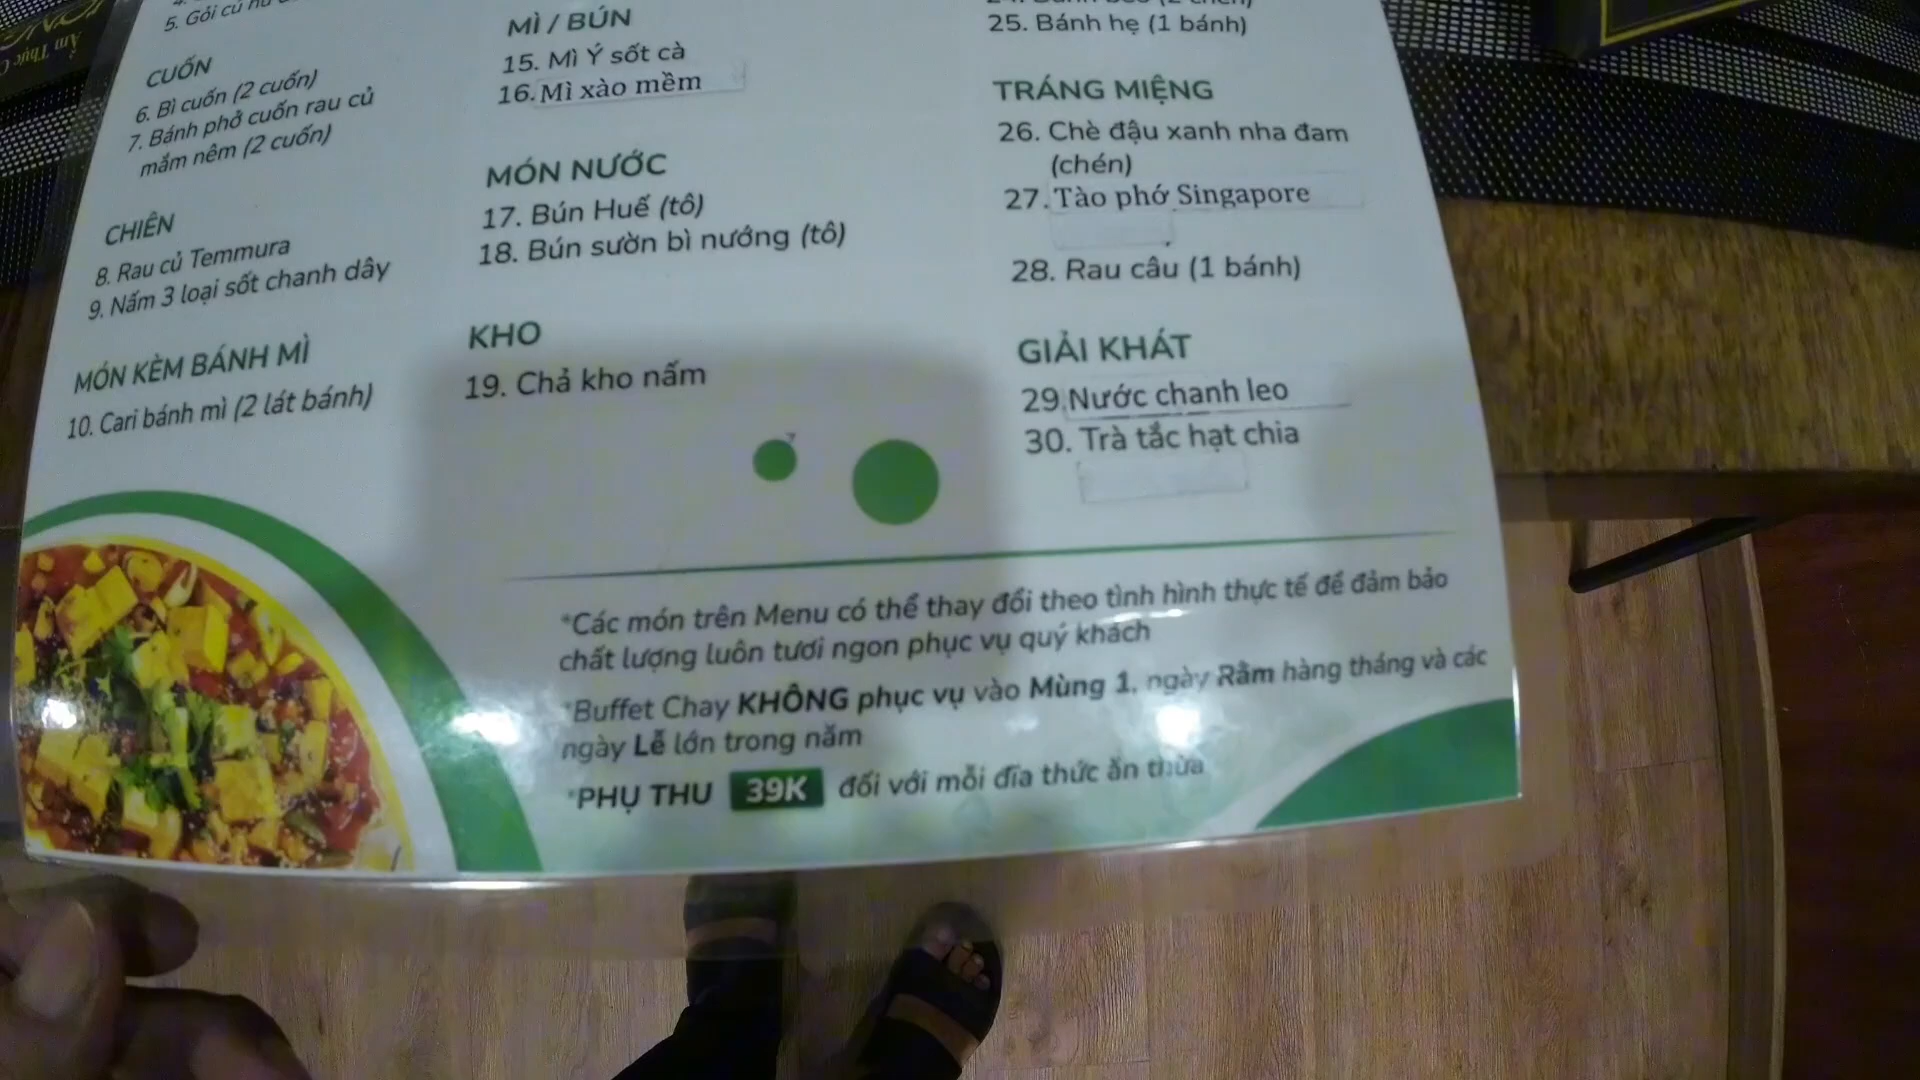 5. Gỏi củ
CUỐN
6. Bì cuốn (2 cuốn)
7. Bánh phở cuốn rau củ
mắm nêm (2 cuốn)
CHIÊN
8. Rau củ Temmura
9. Nấm 3 loại sốt chanh dây
MÓN KÈM BÁNH MÌ
10. Cari bánh mì (2 lát bánh)
MÌ / BÚN
15. Mì Ý sốt cà
16. Mì xào mềm
MÓN NƯỚC
17. Bún Huế (tô)
18. Bún sườn bì nướng (tô)
KHO
19. Chả kho nấm
25. Bánh hẹ (1 bánh)
TRÁNG MIỆNG
26. Chè đậu xanh nha đam
(chén)
27. Tào phớ Singapore
28. Rau câu (1 bánh)
GIẢI KHÁT
29 Nước chanh leo
30. Trà tắc hạt chia
*Các món trên Menu có thể thay đổi theo tình hình thực tế để đảm bảo
chất lượng luôn tươi ngon phục vụ quý khách
*Buffet Chay KHÔNG phục vụ vào Mùng 1, ngày Rằm hàng tháng và các
ngày Lễ lớn trong năm
*PHỤ THU 39K đối với mỗi đĩa thức ăn thừa